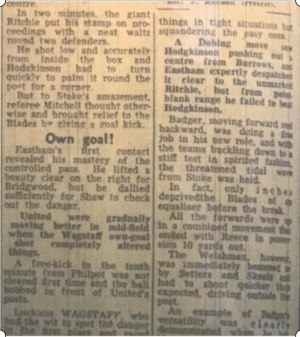 centre.
In two minutes, the giant
Ritchie put his stamp on pro-
ceedings with a neat waltz
round two defenders.
He shot low and accurately
from inside the box and
Hodgkinson had to turn
quickly to palm it round the
post for a corner.
But to Stoke's amazement,
referee Mitchell thought other-
wise and brought relief to the
Blades by giving a goal kick.
Own goal!
Eastham's first contact
revealed his mastery of the
controlled pass. He lifted a
beauty clear on the right for
Bridgwood, but he dallied
sufficiently for Shaw to check
out the danger.
United were gradually
moving better in mid-field
when the Wagstaff own-goal
shot completely altered
things.
A free-kick in the tenth
minute from Philpot was not
cleared first time and the ball
bobbed in front of United's
posts.
Luckless WAGSTAFF, who
had the wit to spot the danger
things in tight situations but
squandering the easy ones.
A Dobing move saw
Hodgkinson pushing out a
centre from Burrows, and
Eastham expertly despatched
it clear to the unmarked
Ritchie, but from point-
blank range he failed to beat
Hodgkinson.
Badger, moving forward and
backward, was doing a fine
job in his new role, and with
the teams buckling down to a
stiff test in spirited fashion,
the threatened tidal wave
from Stoke was held.
In fact, only inches
deprived the Blades of an
equaliser before the break.
All the forwards were up
in a combined movement that
ended with Reece in posses-
sion 10 yards out.
The Welshman, however,
was immediately hemmed in
by Setters and Skeels and
had to shoot quicker than
expected, driving outside the
post.
An example of Badger's
versatility was clearly
demonstrated when he